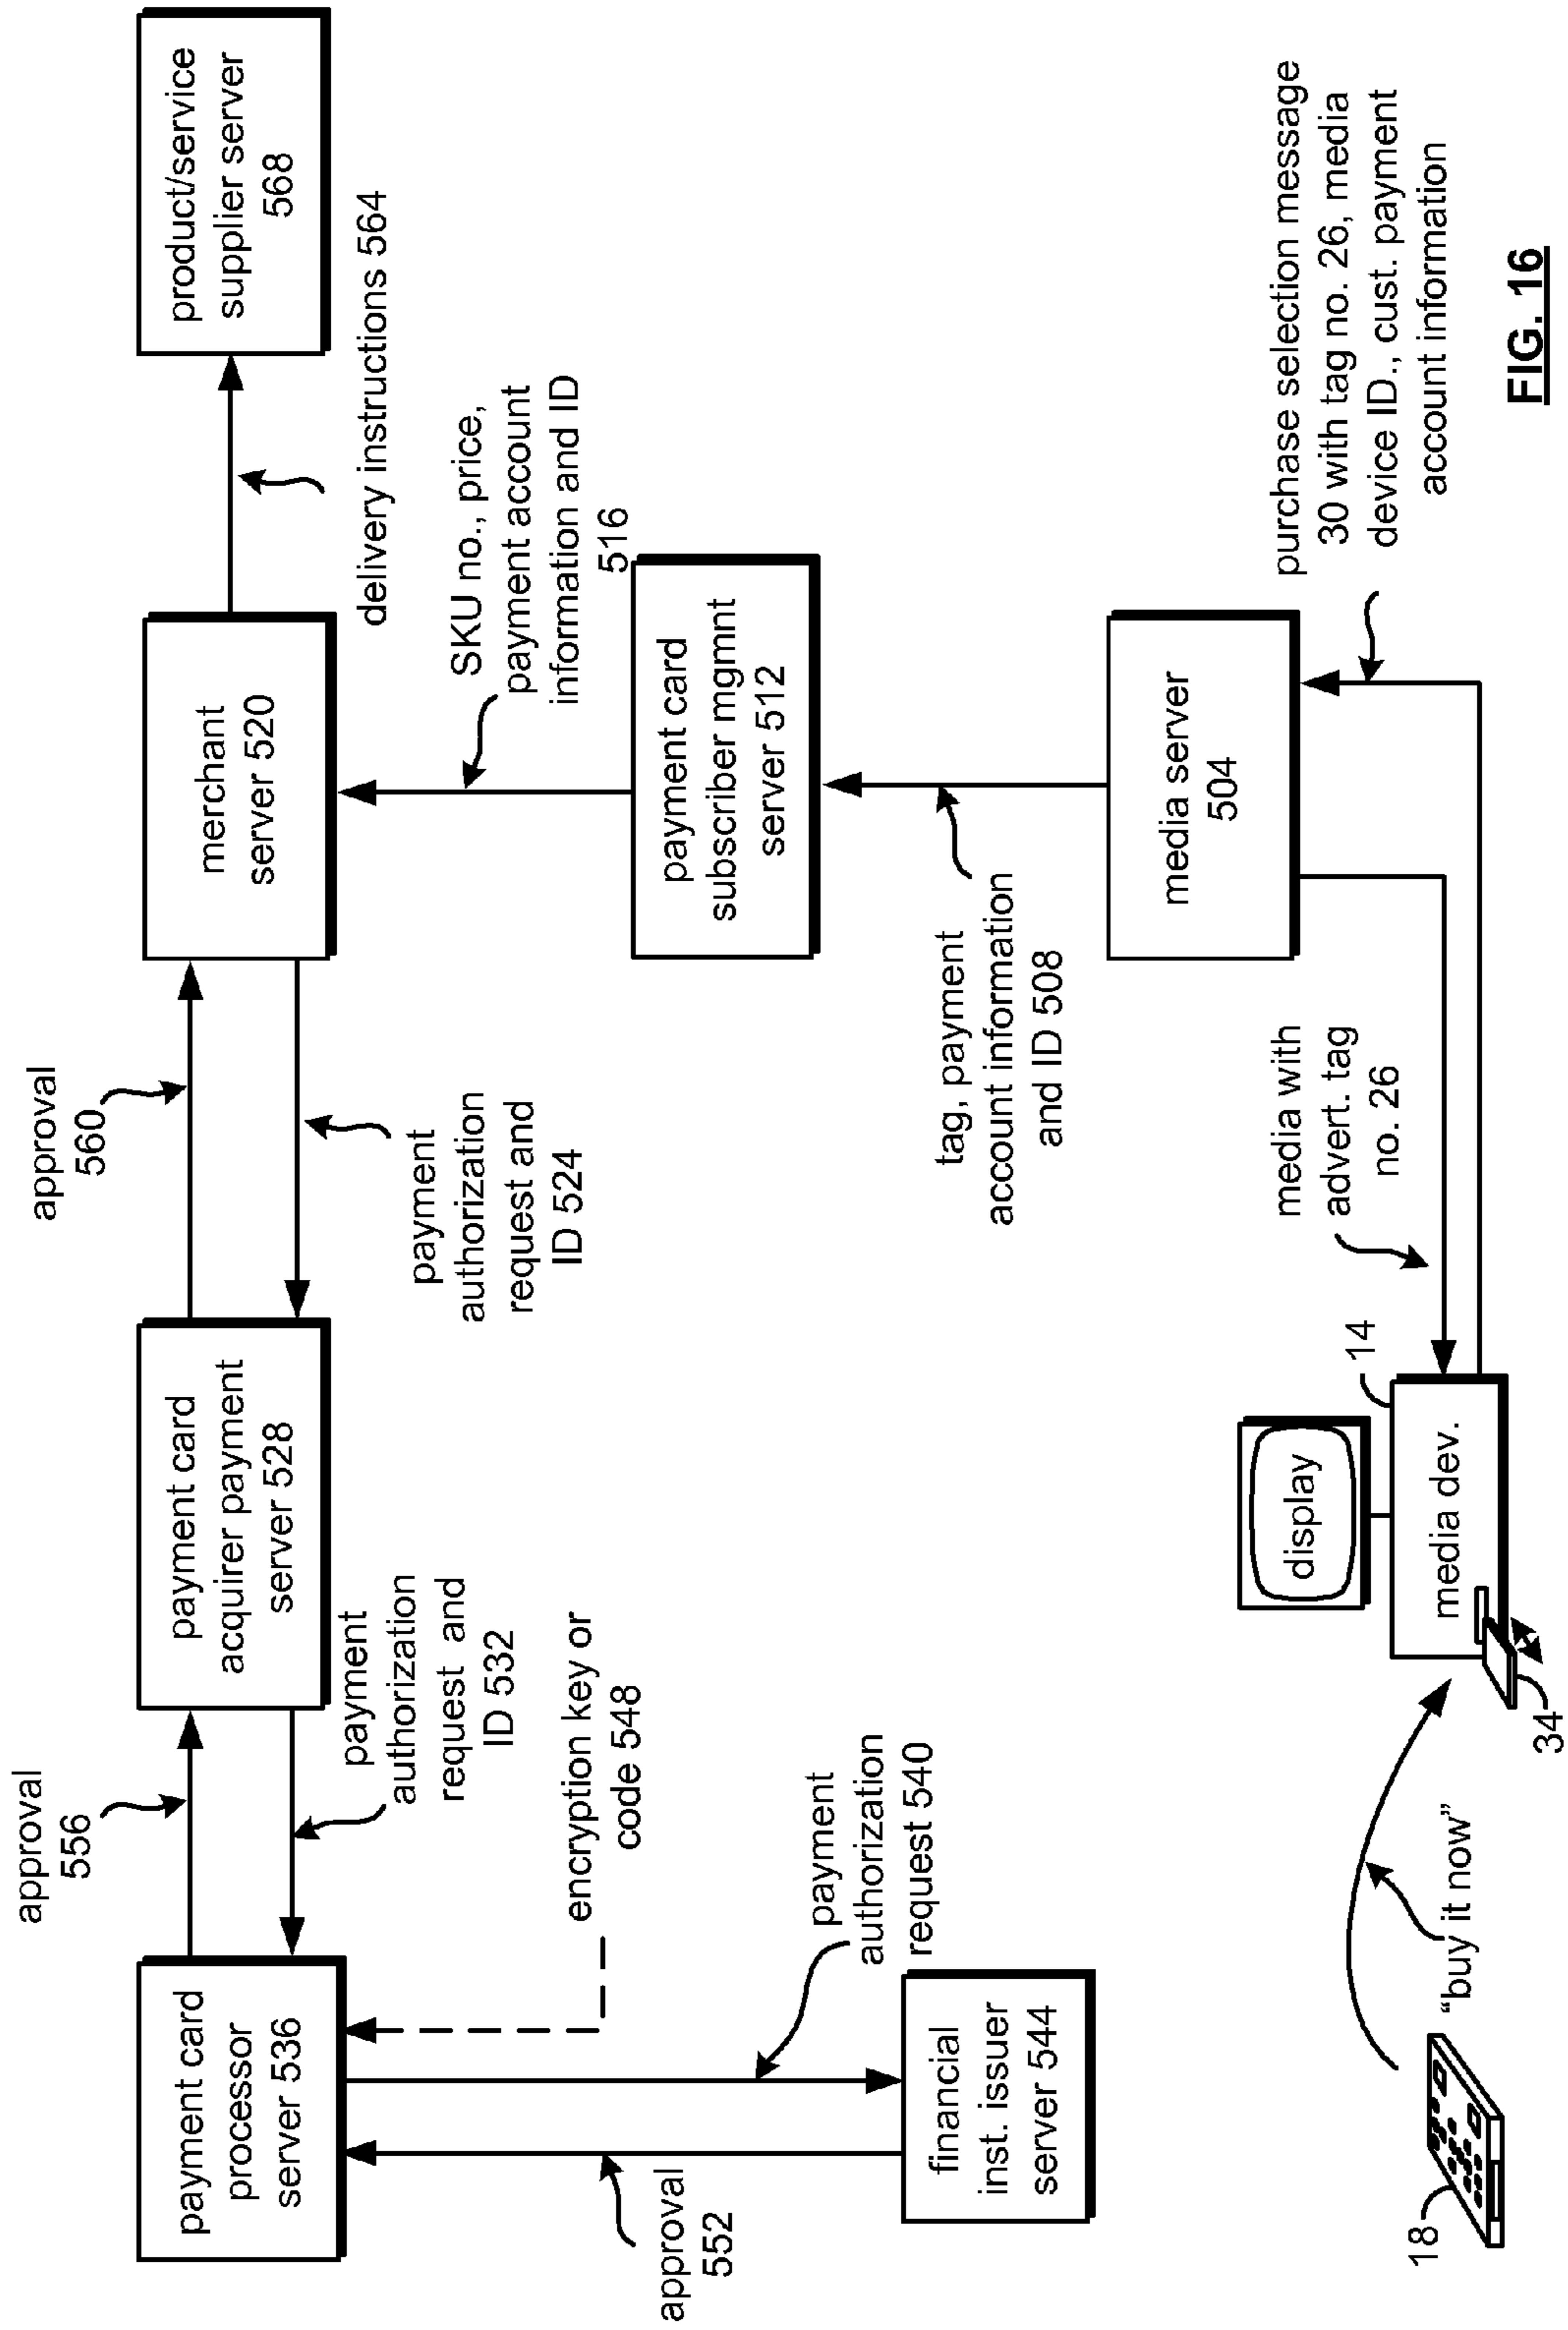 approval
556
approval
560
payment card
processor
server 536
payment card
acquirer payment
server 528
merchant
server 520
product/service
supplier server
568
payment
authorization
request and
ID 532
payment
authorization
request and
ID 524
delivery instructions 564
encryption key or
code 548
SKU no., price,
payment account
information and ID
516
approval
552
payment
authorization
request 540
payment card
subscriber mgmnt
server 512
financial
inst. issuer
server 544
tag, payment
account information
and ID 508
media server
504
display
media with
advert. tag
no. 26
purchase selection message
30 with tag no. 26, media
device ID., cust. payment
account information
14
media dev.
"buy it now"
18
34
FIG. 16